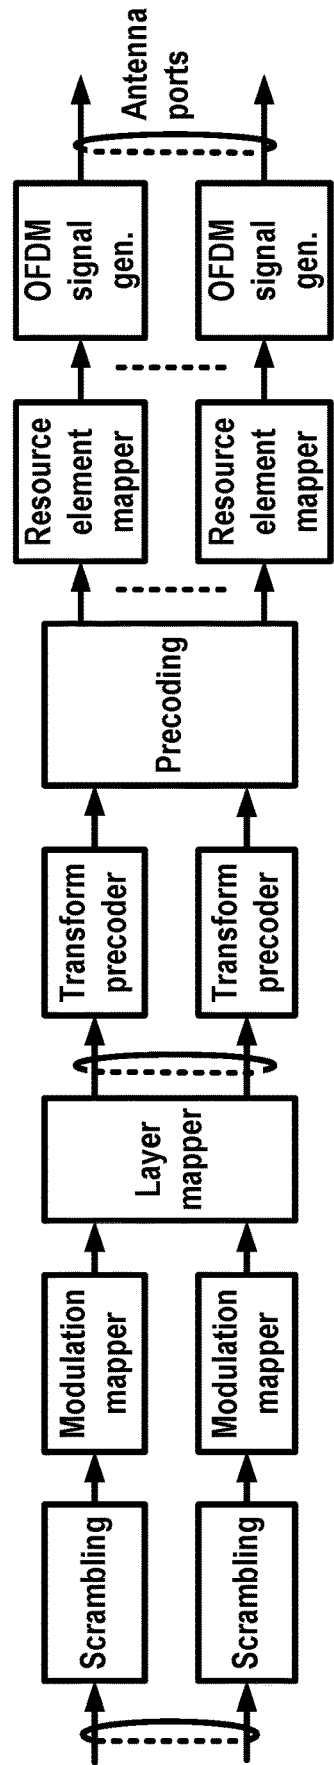 Scrambling
Scrambling
Modulation
mapper
Modulation
mapper
Layer
mapper
Transform
precoder
Transform
precoder
Precoding
Resource
element
mapper
Resource
element
mapper
OFDM
signal
gen.
OFDM
signal
gen.
Antenna
ports